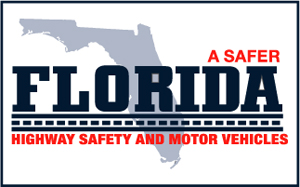 A SAFER
FLORIDA
HIGHWAY SAFETY AND MOTOR VEHICLES